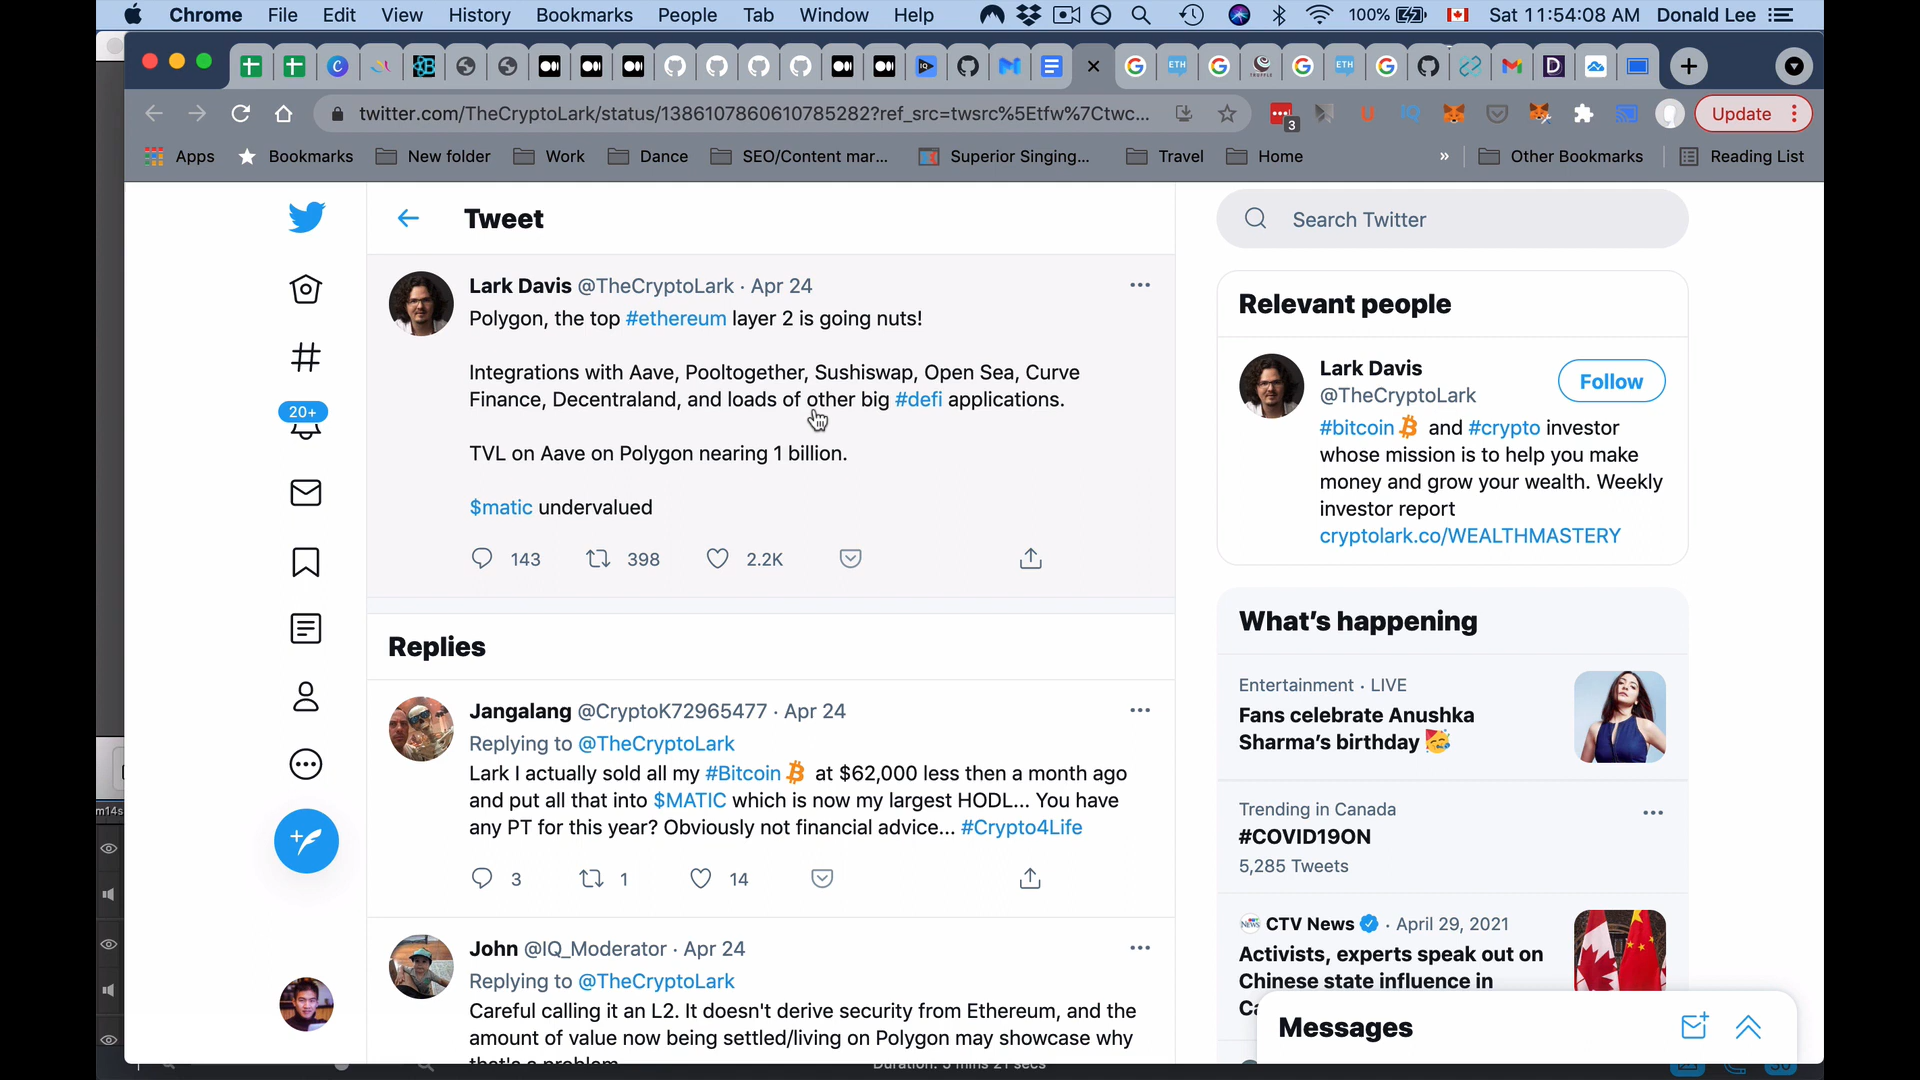 Chrome File Edit View History Bookmarks People Tab Window Help 100% Sat 11:54:08 AM Donald Lee
twitter.com/TheCryptoLark/status/1386107860610785282?ref_src=twsrc%5Etfw%7Ctwc... 3 Update
Apps Bookmarks New folder Work Dance SEO/Content mar... Superior Singing... Travel Home » Other Bookmarks Reading List
Tweet
Lark Davis @TheCryptoLark · Apr 24
Polygon, the top #ethereum layer 2 is going nuts!
Integrations with Aave, Pooltogether, Sushiswap, Open Sea, Curve
Finance, Decentraland, and loads of other big #defi applications.
TVL on Aave on Polygon nearing 1 billion.
$matic undervalued
143 398 2.2K
Replies
Jangalang @CryptoK72965477 · Apr 24
Replying to @TheCryptoLark
Lark I actually sold all my #Bitcoin at $62,000 less then a month ago
and put all that into $MATIC which is now my largest HODL... You have
any PT for this year? Obviously not financial advice... #Crypto4Life
3 1 14
John @IQ_Moderator · Apr 24
Replying to @TheCryptoLark
Careful calling it an L2. It doesn't derive security from Ethereum, and the
amount of value now being settled/living on Polygon may showcase why
that's a problem
20+
m14s
Search Twitter
Relevant people
Lark Davis
@TheCryptoLark
Follow
#bitcoin and #crypto investor
whose mission is to help you make
money and grow your wealth. Weekly
investor report
cryptolark.co/WEALTHMASTERY
What's happening
Entertainment · LIVE
Fans celebrate Anushka
Sharma's birthday
Trending in Canada
#COVID19ON
5,285 Tweets
CTV News · April 29, 2021
Activists, experts speak out on
Chinese state influence in
Messages
Duration: 5 mins 21 secs